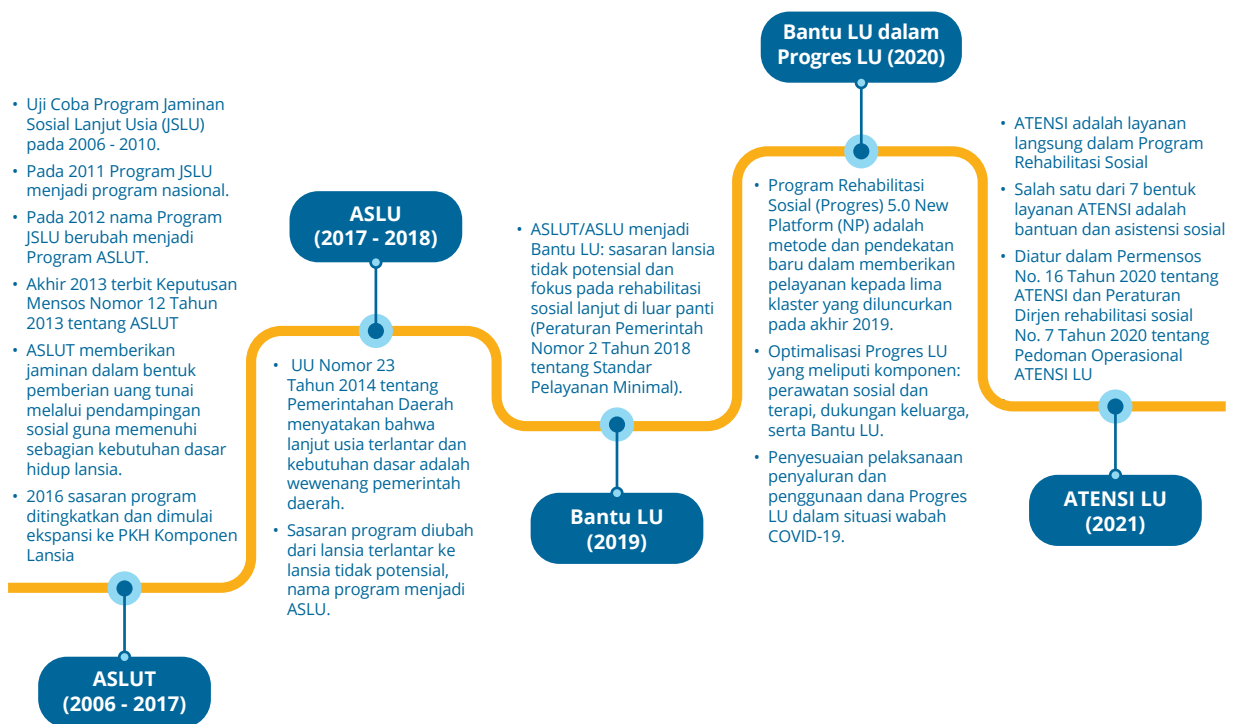 • Uji Coba Program Jaminan
Sosial Lanjut Usia (JSLU)
pada 2006 - 2010.
• Pada 2011 Program JSLU
menjadi program nasional.
• Pada 2012 nama Program
JSLU berubah menjadi
Program ASLUT.
• Akhir 2013 terbit Keputusan
Mensos Nomor 12 Tahun
2013 tentang ASLUT
• ASLUT memberikan
jaminan dalam bentuk
pemberian uang tunai
melalui pendampingan
sosial guna memenuhi
sebagian kebutuhan dasar
hidup lansia.
• 2016 sasaran program
ditingkatkan dan dimulai
ekspansi ke PKH Komponen
Lansia
ASLUT
(2006 - 2017)
ASLU
(2017 - 2018)
• UU Nomor 23
Tahun 2014 tentang
Pemerintahan Daerah
menyatakan bahwa
lanjut usia terlantar dan
kebutuhan dasar adalah
wewenang pemerintah
daerah.
• Sasaran program diubah
dari lansia terlantar ke
lansia tidak potensial,
nama program menjadi
ASLU.
• ASLUT/ASLU menjadi
Bantu LU: sasaran lansia
tidak potensial dan
fokus pada rehabilitasi
sosial lanjut di luar panti
(Peraturan Pemerintah
Nomor 2 Tahun 2018
tentang Standar
Pelayanan Minimal).
Bantu LU
(2019)
Bantu LU dalam
Progres LU (2020)
• Program Rehabilitasi
Sosial (Progres) 5.0 New
Platform (NP) adalah
metode dan pendekatan
baru dalam memberikan
pelayanan kepada lima
klaster yang diluncurkan
pada akhir 2019.
• Optimalisasi Progres LU
yang meliputi komponen:
perawatan sosial dan
terapi, dukungan keluarga,
serta Bantu LU.
• Penyesuaian pelaksanaan
penyaluran dan
penggunaan dana Progres
LU dalam situasi wabah
COVID-19.
• ATENSI adalah layanan
langsung dalam Program
Rehabilitasi Sosial
• Salah satu dari 7 bentuk
layanan ATENSI adalah
bantuan dan asistensi sosial
• Diatur dalam Permensos
No. 16 Tahun 2020 tentang
ATENSI dan Peraturan
Dirjen rehabilitasi sosial
No. 7 Tahun 2020 tentang
Pedoman Operasional
ATENSI LU
ATENSI LU
(2021)